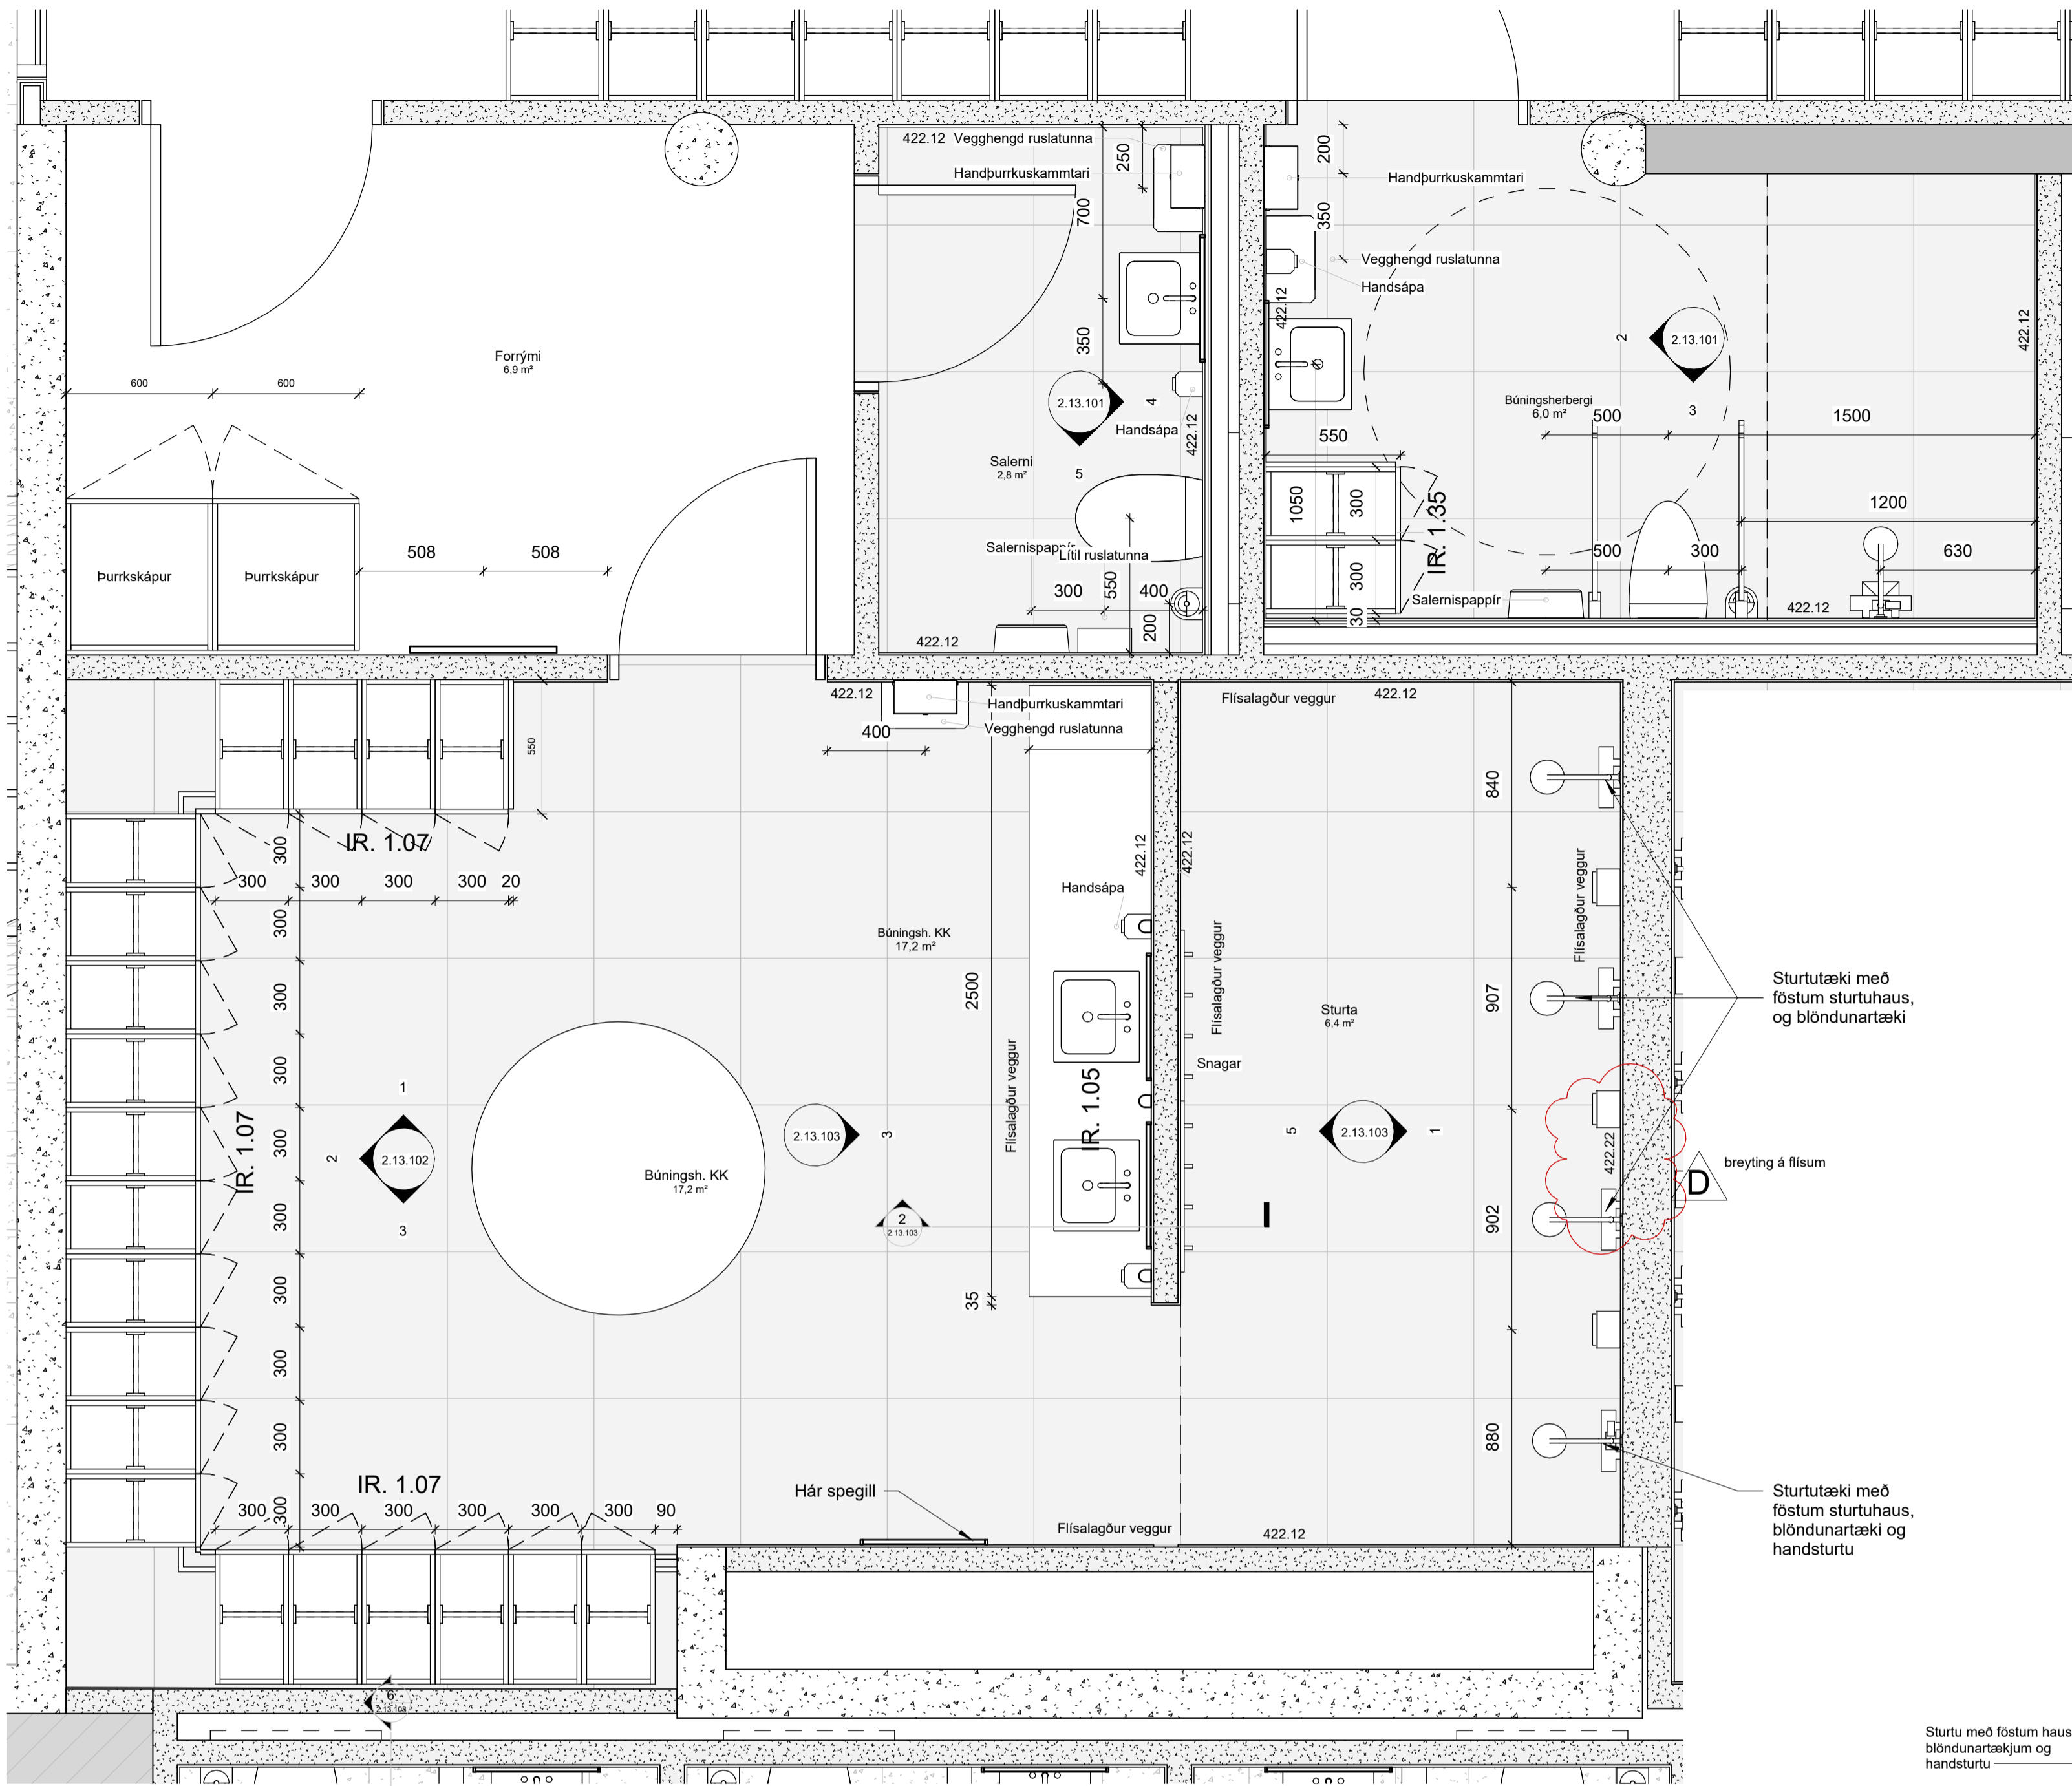 422.12
Vegghengd ruslatunna
Handþurrkuskammtari
250
700
350
Forrými
6,9 m²
600
600
2.13.101
4
Handsápa
422.12
5
Salerni
2,8 m²
Salernispappír
Lítil ruslatunna
300
550
400
200
422.12
508
508
Þurrkskápur
Þurrkskápur
200
Handþurrkuskammtari
350
Vegghengd ruslatunna
Handsápa
422.12
2
2.13.101
3
422.12
Búningsherbergi
6,0 m²
500
1500
550
1050
300
300
30
IR. 1.35
1200
500
300
630
Salernispappír
422.12
422.12
Handþurrkuskammtari
Vegghengd ruslatunna
400
550
IR. 1.07
300
300
300
300
20
300
300
300
300
300
300
300
300
300
300
IR. 1.07
1
2
2.13.102
3
Búningsh. KK
17,2 m²
Búningsh. KK
17,2 m²
2.13.103
3
2
2.13.103
2500
35
Flísalagður veggur
Handsápa
422.12
IR. 1.05
422.12
Flísalagður veggur
422.12
Flísalagður veggur
Snagar
Sturta
6,4 m²
5
2.13.103
1
840
907
902
880
Flísalagður veggur
422.22
Sturtutæki með
föstum sturtuhaus,
og blöndunartæki
D
breyting á flísum
Sturtutæki með
föstum sturtuhaus,
blöndunartæki og
handsturtu
IR. 1.07
300
300
300
300
300
300
90
Hár spegill
Flísalagður veggur
422.12
6
Sturtu með föstum haus
blöndunartækjum og
handsturtu